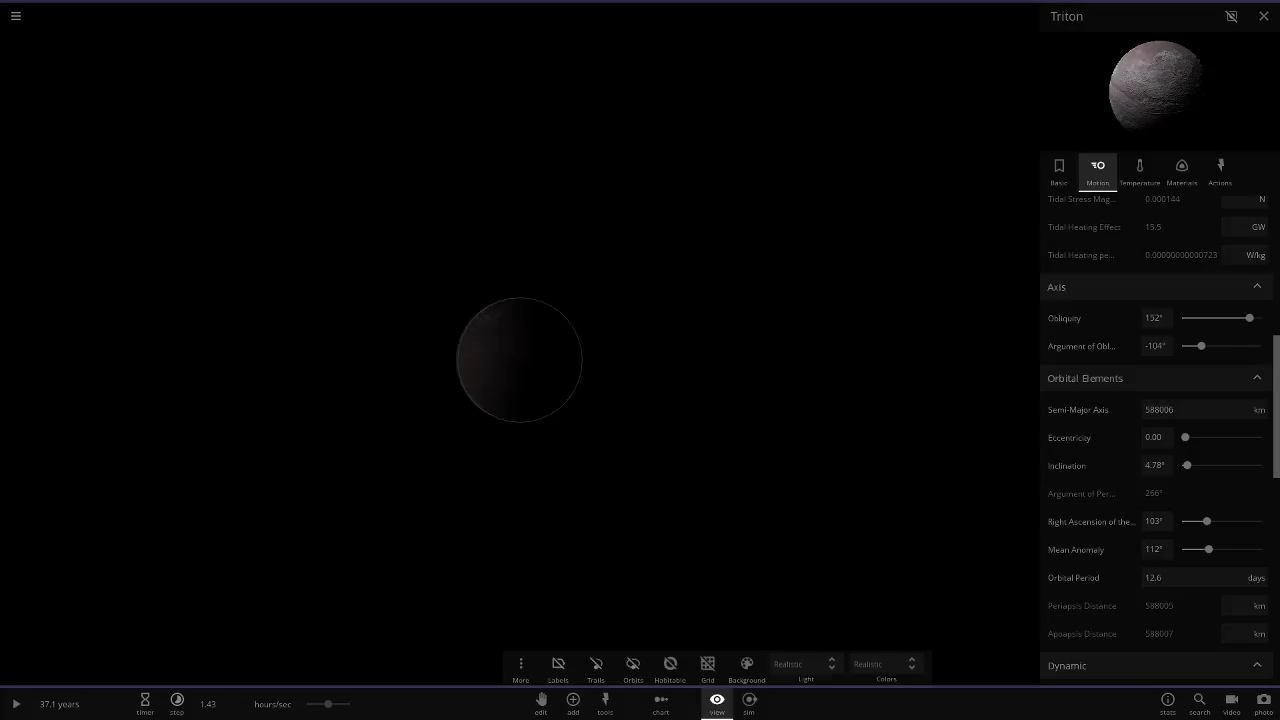 Triton
Basic Motion Temperature Materials Actions
Tidal Stress Mag... 0.000144 N
Tidal Heating Effect 15.5 GW
Tidal Heating pe... 0.00000000000723 W/kg
Axis
Obliquity 152°
Argument of Obl... -104°
Orbital Elements
Semi-Major Axis 588006 km
Eccentricity 0.00
Inclination 4.78°
Argument of Per... 266°
Right Ascension of the... 103°
Mean Anomaly 112°
Orbital Period 12.6 days
Periapsis Distance 588005 km
Apoapsis Distance 588007 km
Dynamic
Realistic Realistic
More Labels Trails Orbits Habitable Grid Background Light Colors
37.1 years 1.43 hours/sec
timer step edit add tools chart view sim stats search video photo